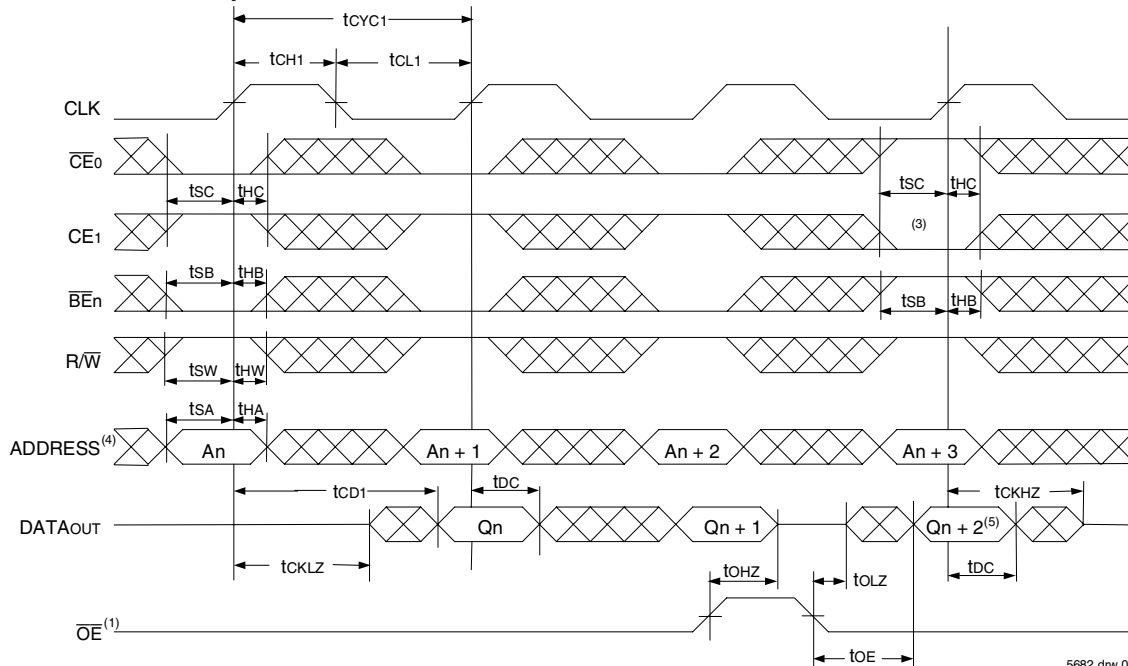 tCYC1
tCH1 tCL1
CLK
CE0
tSC tHC tSC tHC
CE1 (3)
tSB tHB tSB tHB
BEn
R/W
tSW tHW
tSA tHA
ADDRESS(4) An An + 1 An + 2 An + 3
tCD1 tDC tCKHZ
DATAOUT Qn Qn + 1 Qn + 2(5)
tCKLZ tOHZ tOLZ tDC
OE(1)
tOE